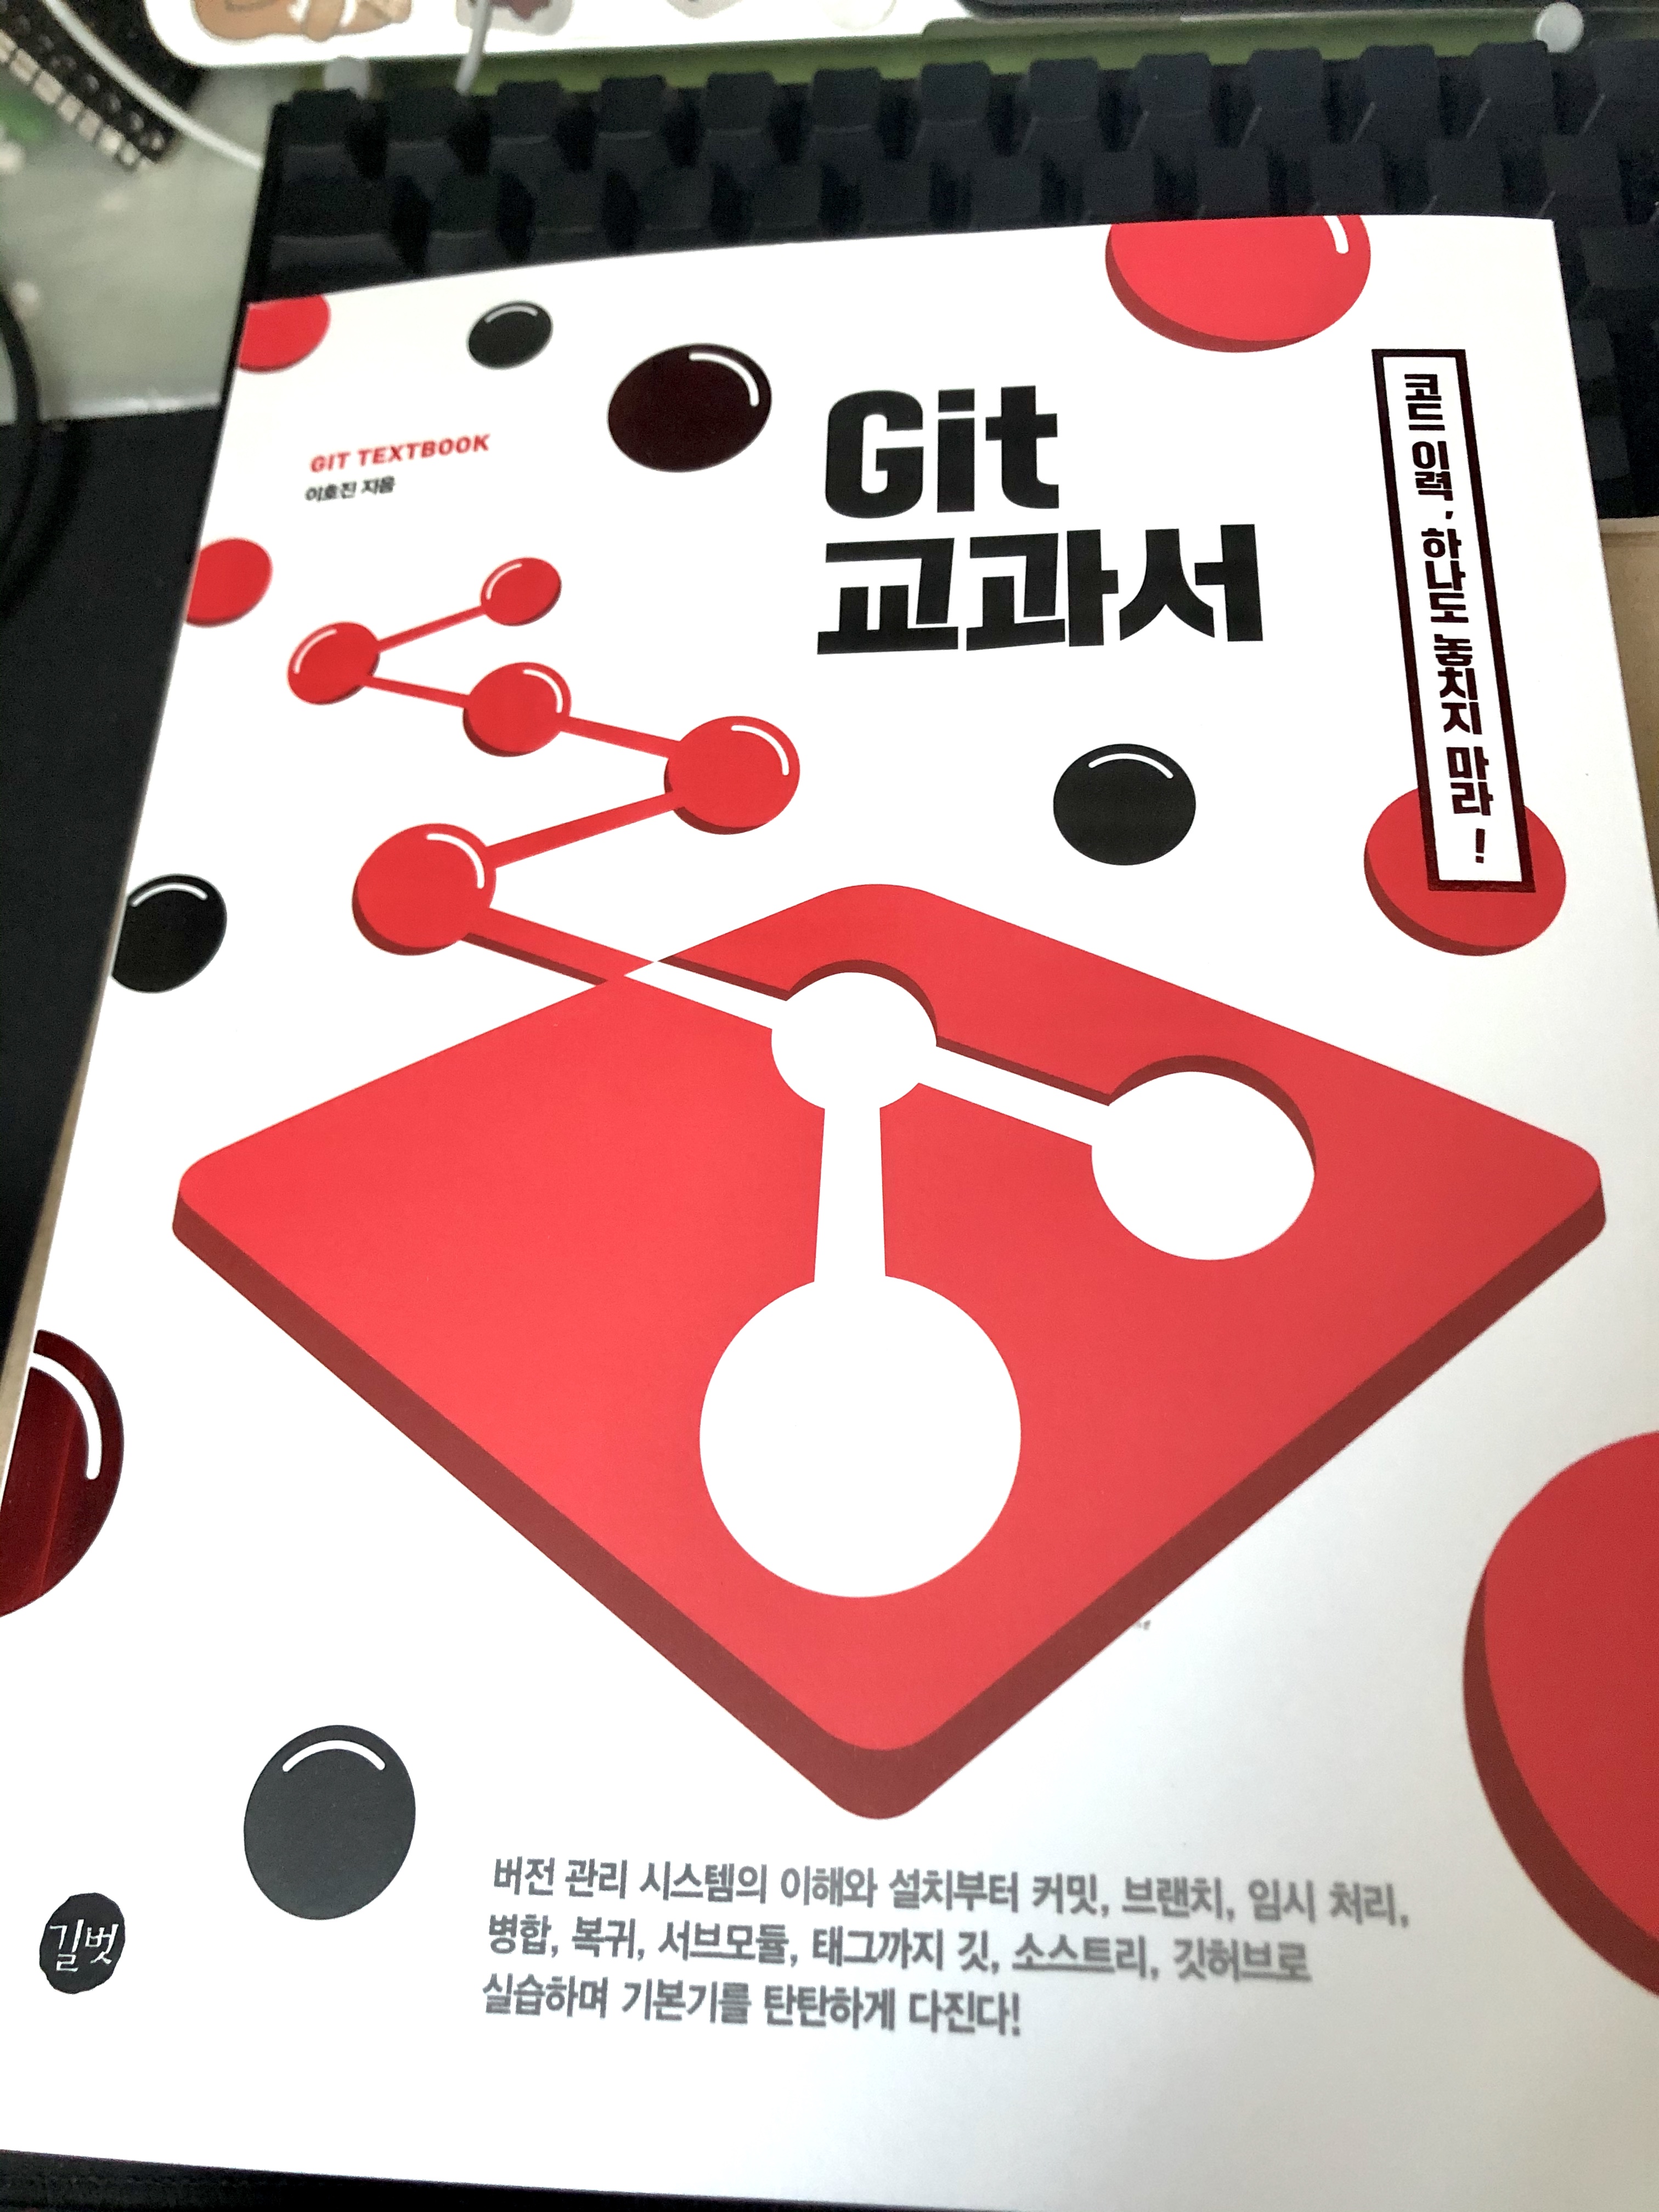 GIT TEXTBOOK
이호진 지음
Git
교과서
코드 이력, 하나도 놓치지 마라!
버전 관리 시스템의 이해와 설치부터 커밋, 브랜치, 임시 처리,
병합, 복귀, 서브모듈, 태그까지 깃, 소스트리, 깃허브로
실습하며 기본기를 탄탄하게 다진다!
길벗